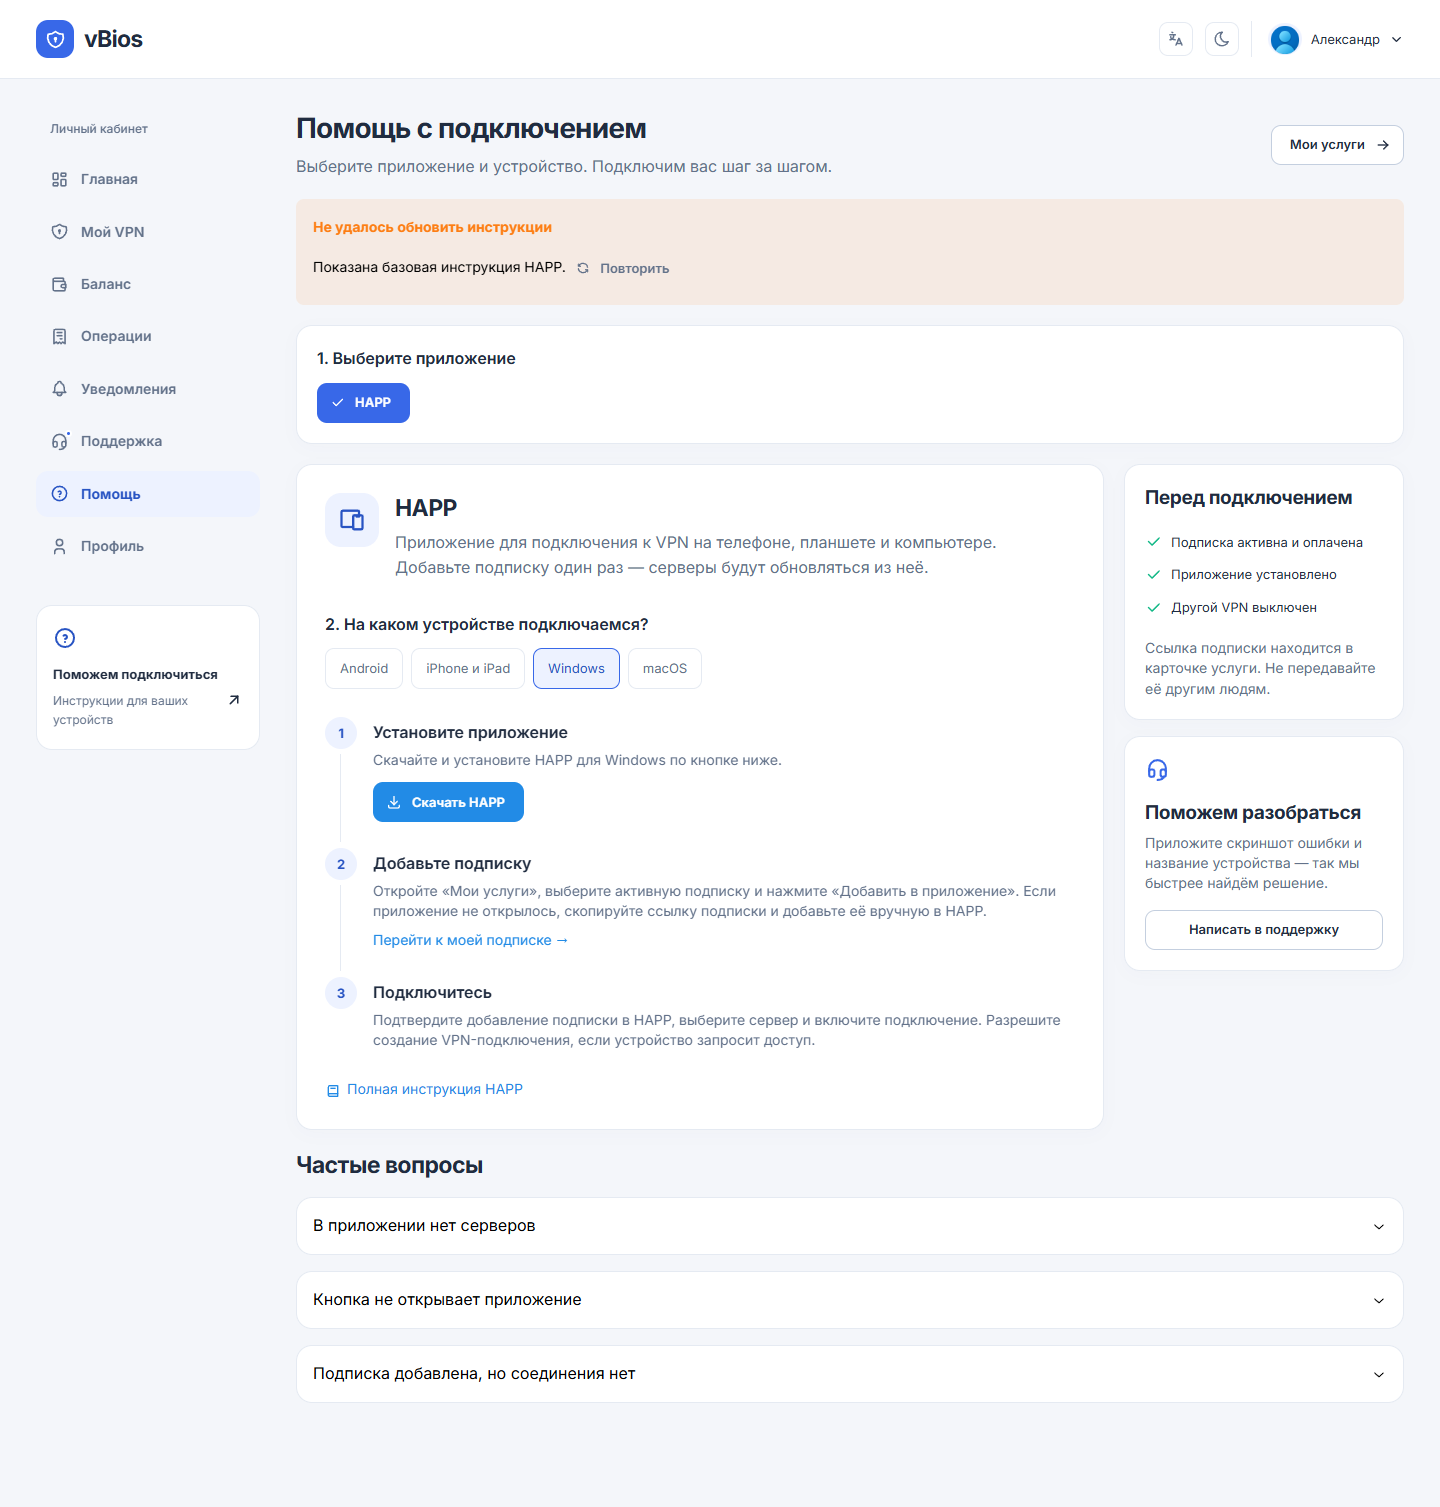 vBios
Александр
Личный кабинет
Главная
Мой VPN
Баланс
Операции
Уведомления
Поддержка
Помощь
Профиль
Поможем подключиться
Инструкции для ваших
устройств
Помощь с подключением
Выберите приложение и устройство. Подключим вас шаг за шагом.
Мои услуги
Не удалось обновить инструкции
Показана базовая инструкция HAPP.
Повторить
1. Выберите приложение
HAPP
HAPP
Приложение для подключения к VPN на телефоне, планшете и компьютере.
Добавьте подписку один раз — серверы будут обновляться из неё.
2. На каком устройстве подключаемся?
Android
iPhone и iPad
Windows
macOS
1
Установите приложение
Скачайте и установите HAPP для Windows по кнопке ниже.
Скачать HAPP
2
Добавьте подписку
Откройте «Мои услуги», выберите активную подписку и нажмите «Добавить в приложение». Если
приложение не открылось, скопируйте ссылку подписки и добавьте её вручную в HAPP.
Перейти к моей подписке →
3
Подключитесь
Подтвердите добавление подписки в HAPP, выберите сервер и включите подключение. Разрешите
создание VPN-подключения, если устройство запросит доступ.
Полная инструкция HAPP
Перед подключением
Подписка активна и оплачена
Приложение установлено
Другой VPN выключен
Ссылка подписки находится в
карточке услуги. Не передавайте
её другим людям.
Поможем разобраться
Приложите скриншот ошибки и
название устройства — так мы
быстрее найдём решение.
Написать в поддержку
Частые вопросы
В приложении нет серверов
Кнопка не открывает приложение
Подписка добавлена, но соединения нет